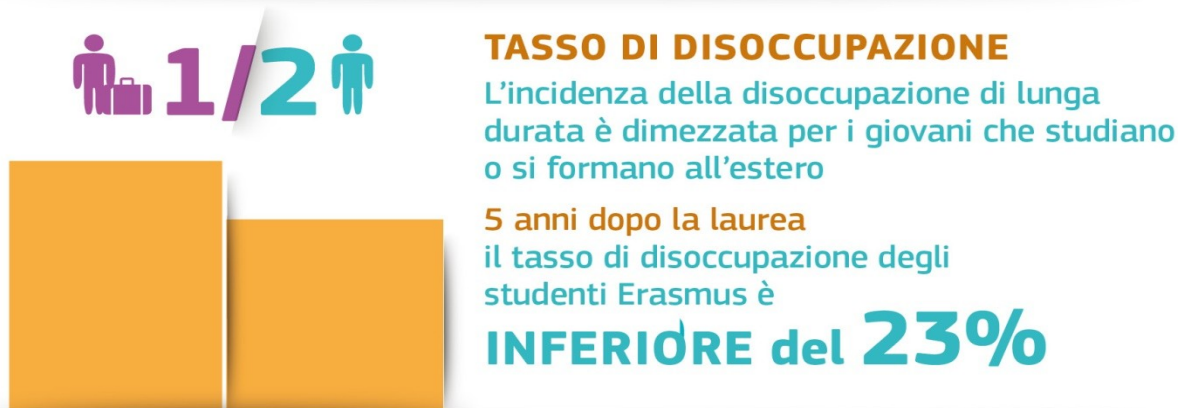 1/2
TASSO DI DISOCCUPAZIONE
L'incidenza della disoccupazione di lunga
durata è dimezzata per i giovani che studiano
o si formano all'estero
5 anni dopo la laurea
il tasso di disoccupazione degli
studenti Erasmus è
INFERIORE del 23%